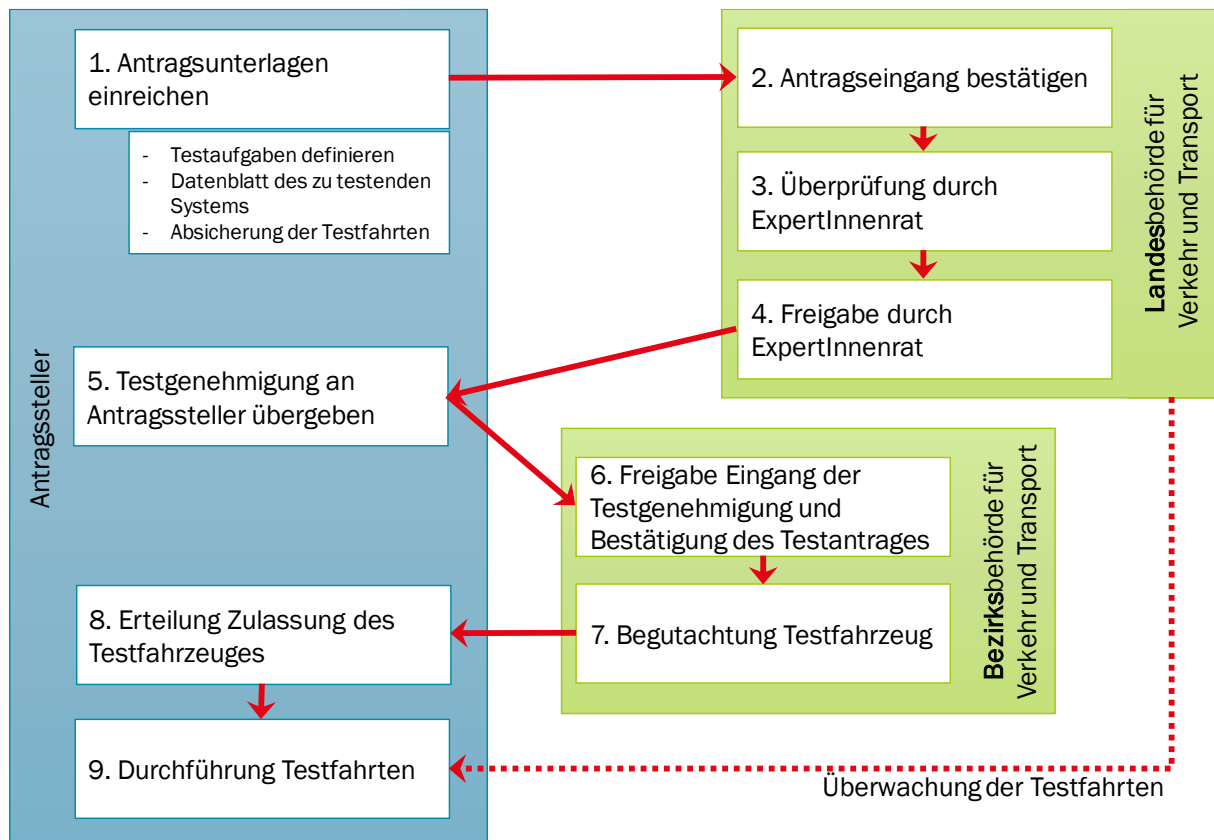 1. Antragsunterlagen
einreichen
- Testaufgaben definieren
- Datenblatt des zu testenden
Systems
- Absicherung der Testfahrten
2. Antragseingang bestätigen
3. Überprüfung durch
ExpertInnenrat
4. Freigabe durch
ExpertInnenrat
Landesbehörde für
Verkehr und Transport
Antragssteller
5. Testgenehmigung an
Antragssteller übergeben
6. Freigabe Eingang der
Testgenehmigung und
Bestätigung des Testantrages
7. Begutachtung Testfahrzeug
Bezirksbehörde für
Verkehr und Transport
8. Erteilung Zulassung des
Testfahrzeuges
9. Durchführung Testfahrten
Überwachung der Testfahrten